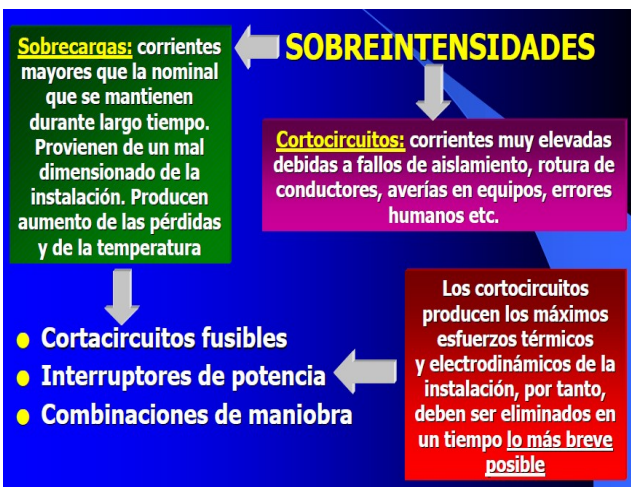 SOBREINTENSIDADES
Sobrecargas: corrientes
mayores que la nominal
que se mantienen
durante largo tiempo.
Provienen de un mal
dimensionado de la
instalación. Producen
aumento de las pérdidas
y de la temperatura
Cortocircuitos: corrientes muy elevadas
debidas a fallos de aislamiento, rotura de
conductores, averías en equipos, errores
humanos etc.
Los cortocircuitos
producen los máximos
esfuerzos térmicos
y electrodinámicos de la
instalación, por tanto,
deben ser eliminados en
un tiempo lo más breve
posible
Cortacircuitos fusibles
Interruptores de potencia
Combinaciones de maniobra